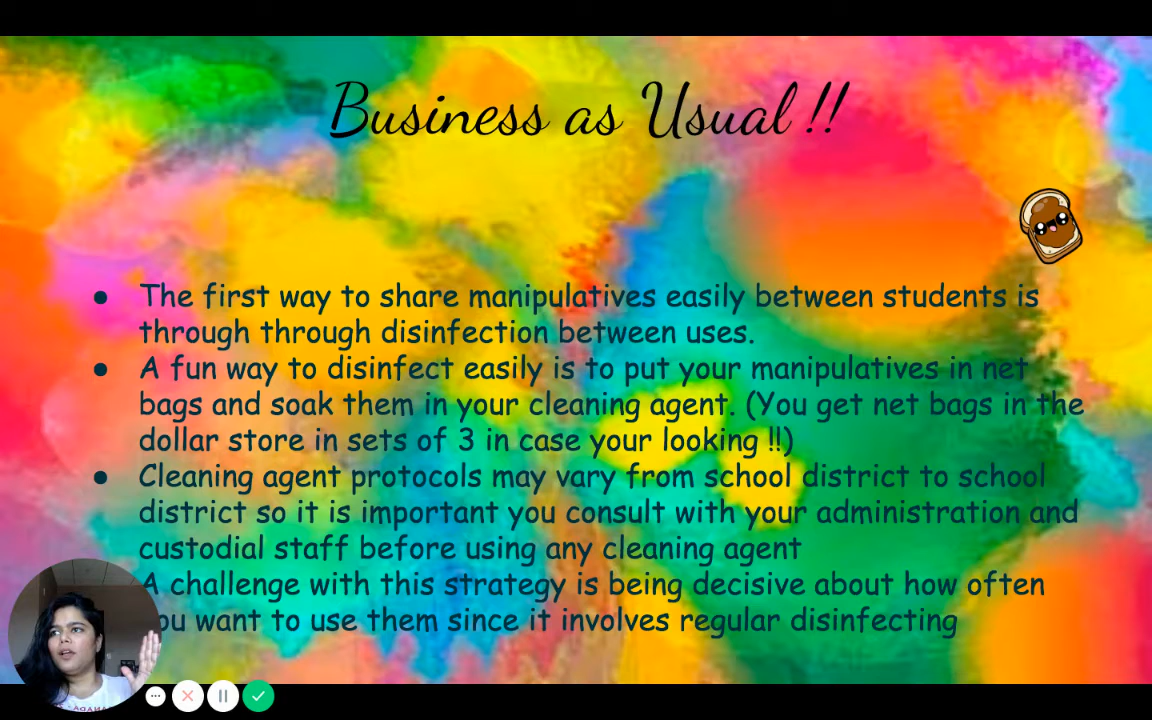 Business as Usual !!
● The first way to share manipulatives easily between students is
through through disinfection between uses.
● A fun way to disinfect easily is to put your manipulatives in net
bags and soak them in your cleaning agent. (You get net bags in the
dollar store in sets of 3 in case your looking !!)
● Cleaning agent protocols may vary from school district to school
district so it is important you consult with your administration and
custodial staff before using any cleaning agent
A challenge with this strategy is being decisive about how often
you want to use them since it involves regular disinfecting